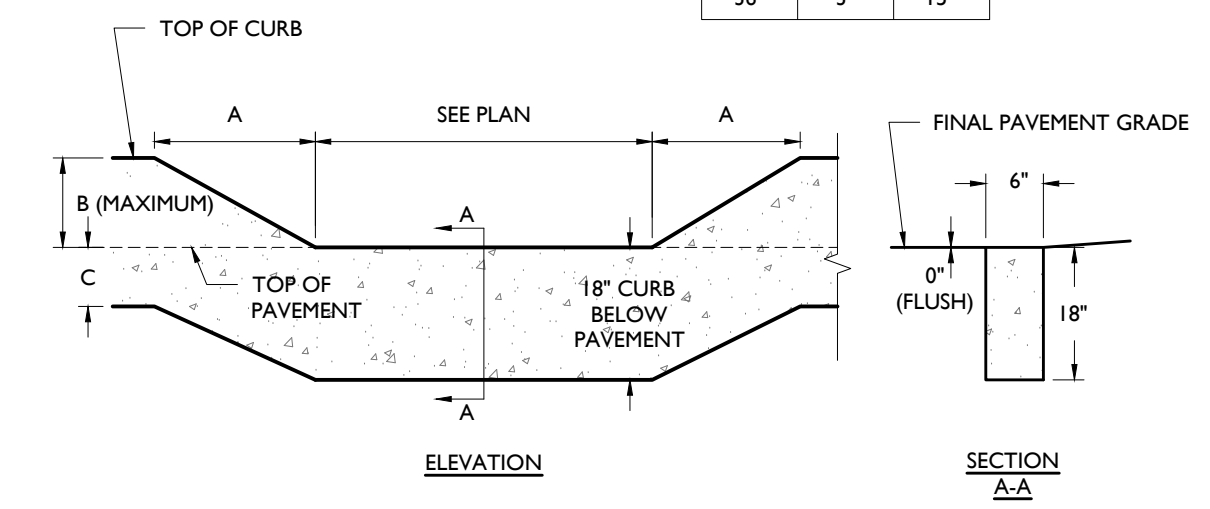 TOP OF CURB
A
SEE PLAN
A
FINAL PAVEMENT GRADE
6"
B (MAXIMUM)
A
C
TOP OF
PAVEMENT
18" CURB
BELOW
PAVEMENT
0"
(FLUSH)
18"
A
ELEVATION
SECTION
A-A